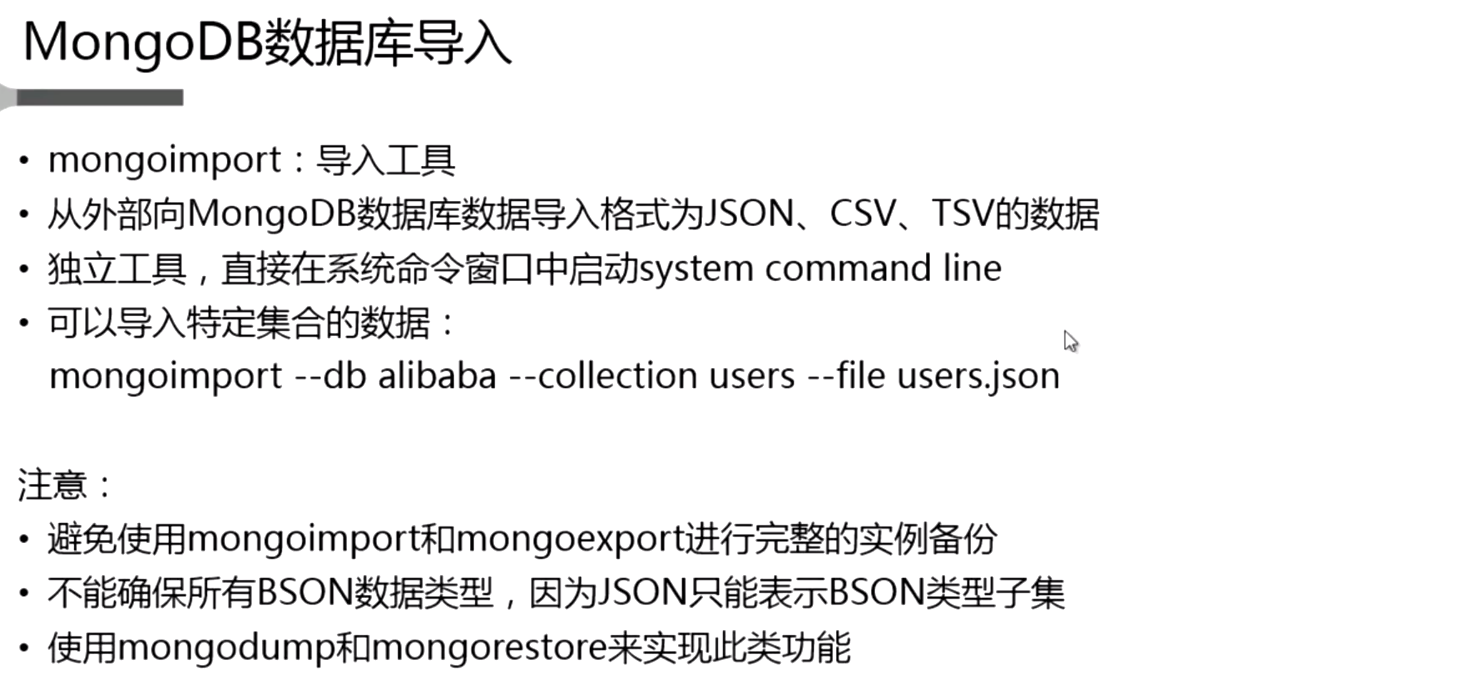 MongoDB数据库导入
• mongoimport：导入工具
• 从外部向MongoDB数据库数据导入格式为JSON、CSV、TSV的数据
• 独立工具，直接在系统命令窗口中启动system command line
• 可以导入特定集合的数据：
mongoimport --db alibaba --collection users --file users.json
注意：
• 避免使用mongoimport和mongoexport进行完整的实例备份
• 不能确保所有BSON数据类型，因为JSON只能表示BSON类型子集
• 使用mongodump和mongorestore来实现此类功能